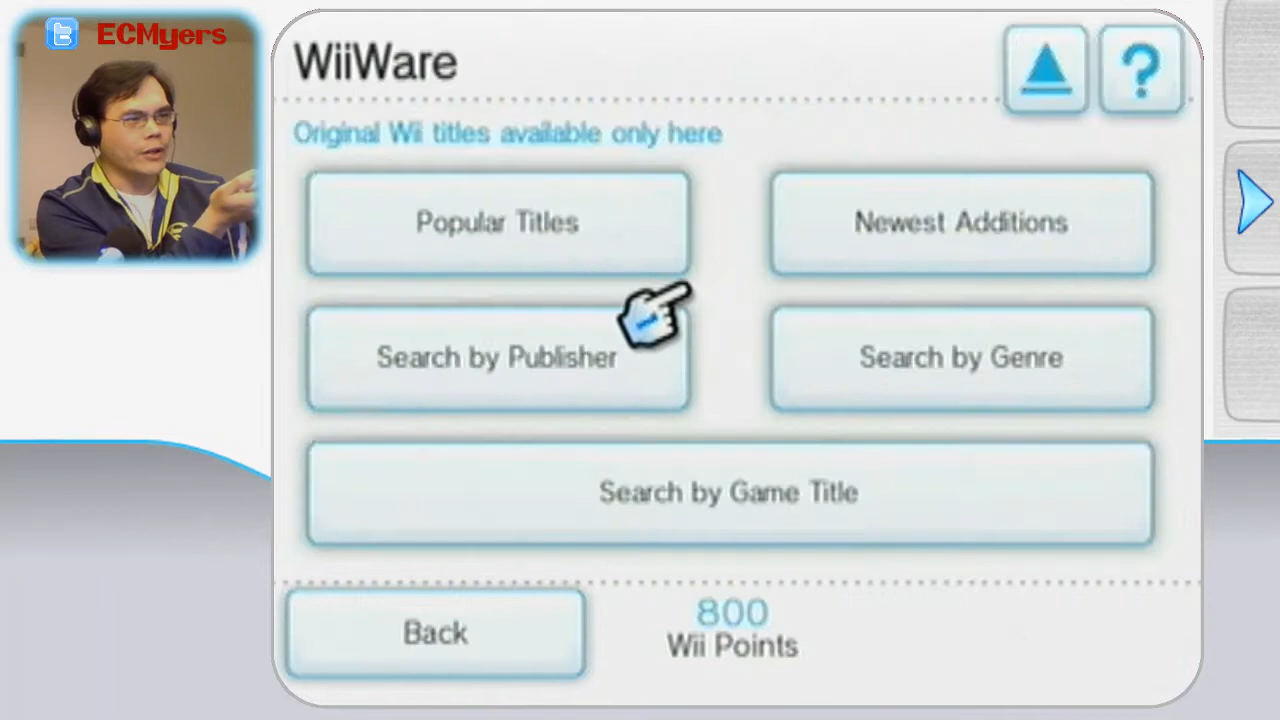 ECMyers
WiiWare
?
Original Wii titles available only here
Popular Titles
Newest Additions
Search by Publisher
Search by Genre
Search by Game Title
Back
800
Wii Points